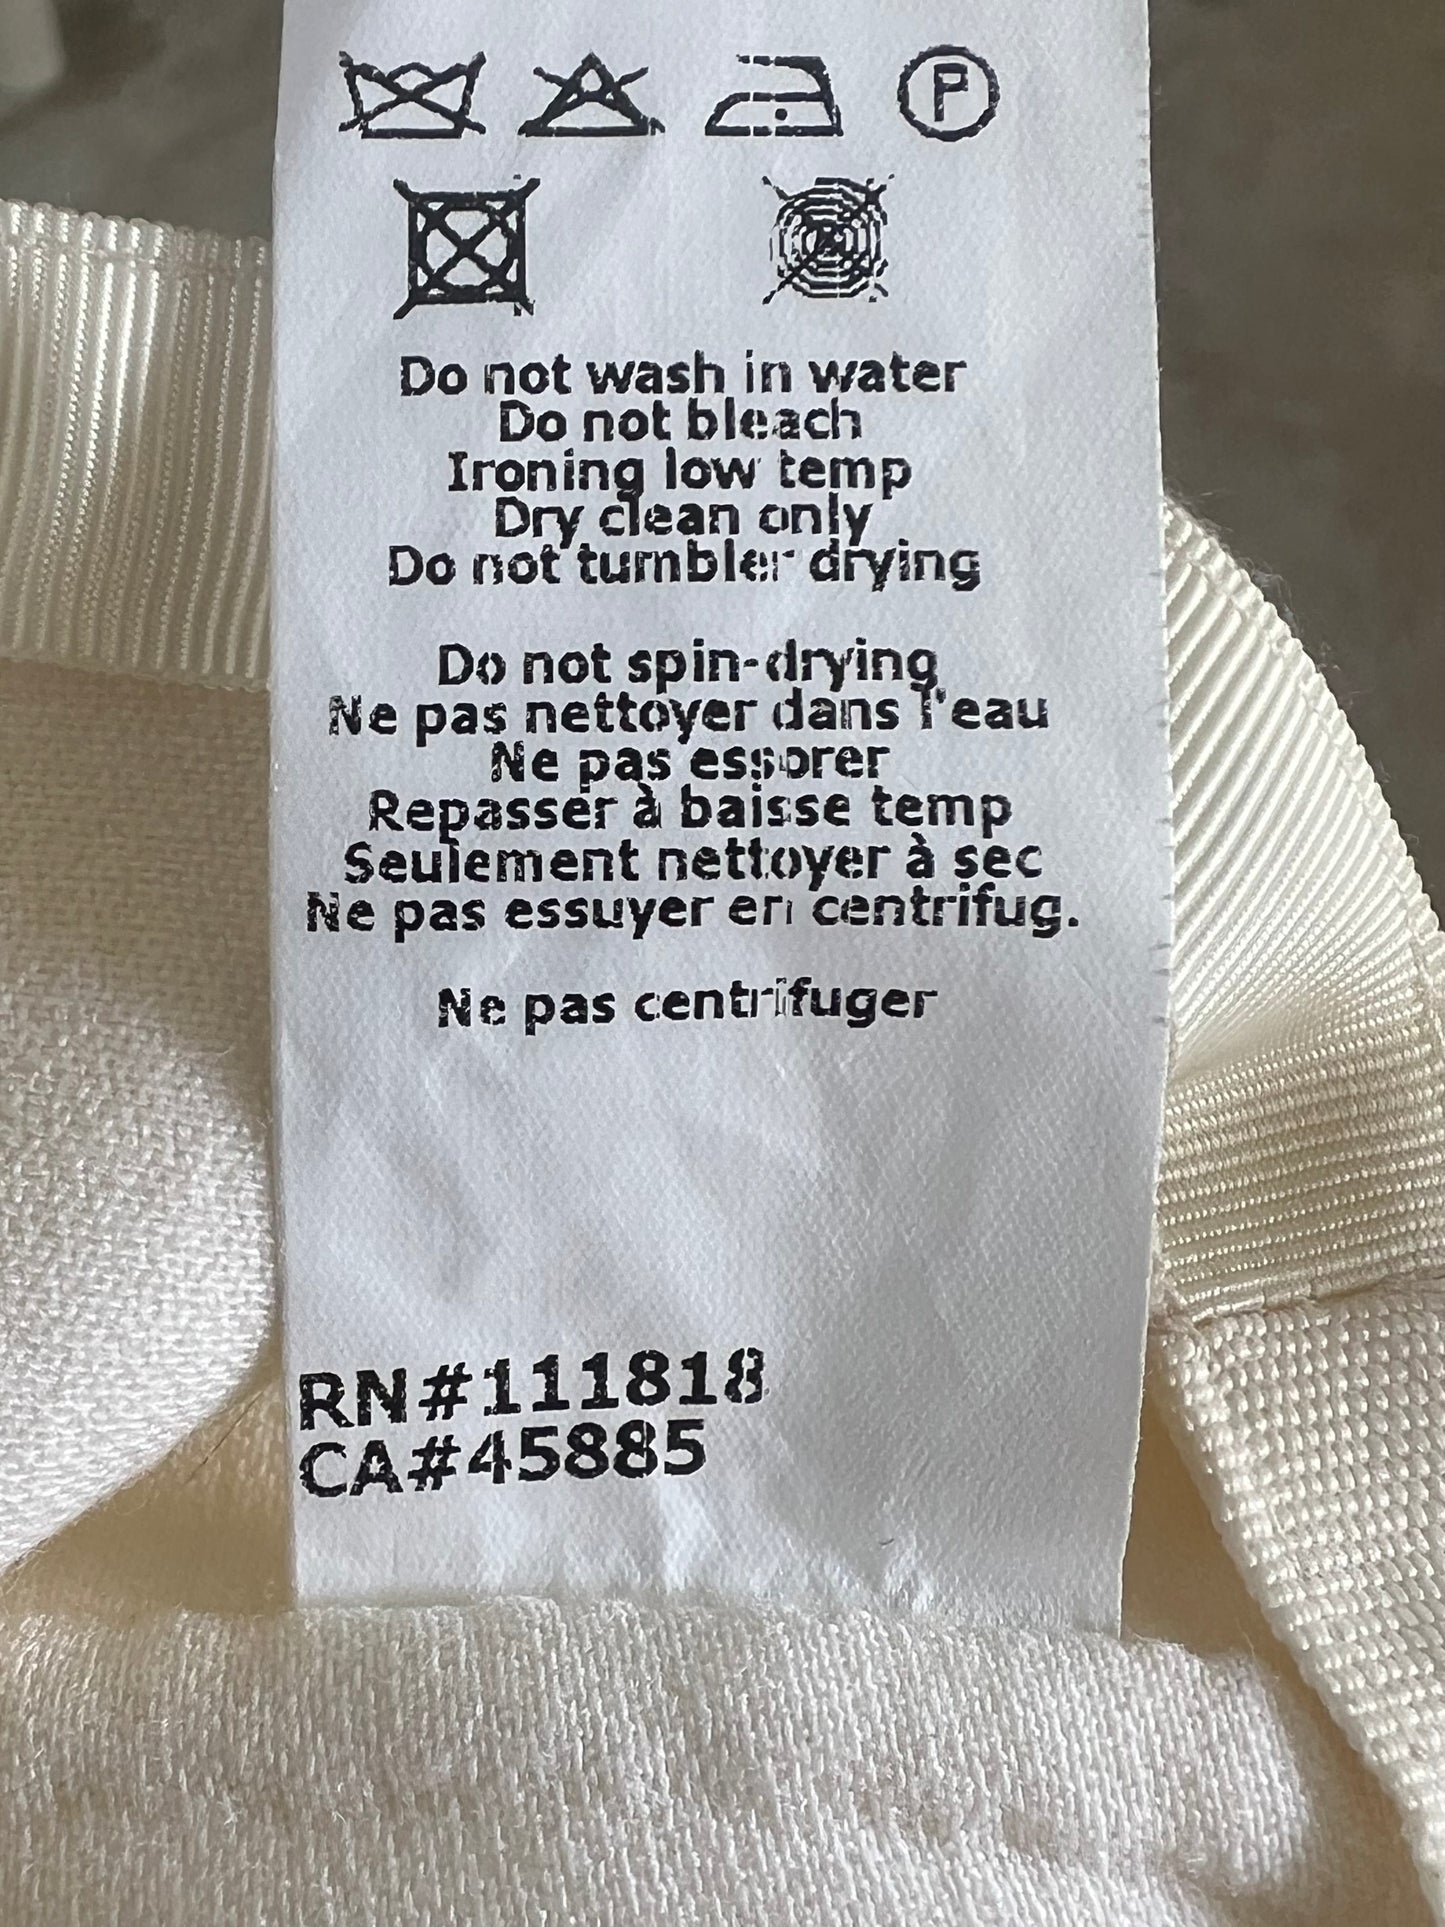 P
Do not wash in water
Do not bleach
Ironing low temp
Dry clean only
Do not tumbler drying
Do not spin-drying
Ne pas nettoyer dans l'eau
Ne pas essorer
Repasser à baisse temp
Seulement nettoyer à sec
Ne pas essuyer en centrifug.
Ne pas centrifuger
RN#111818
CA#45885